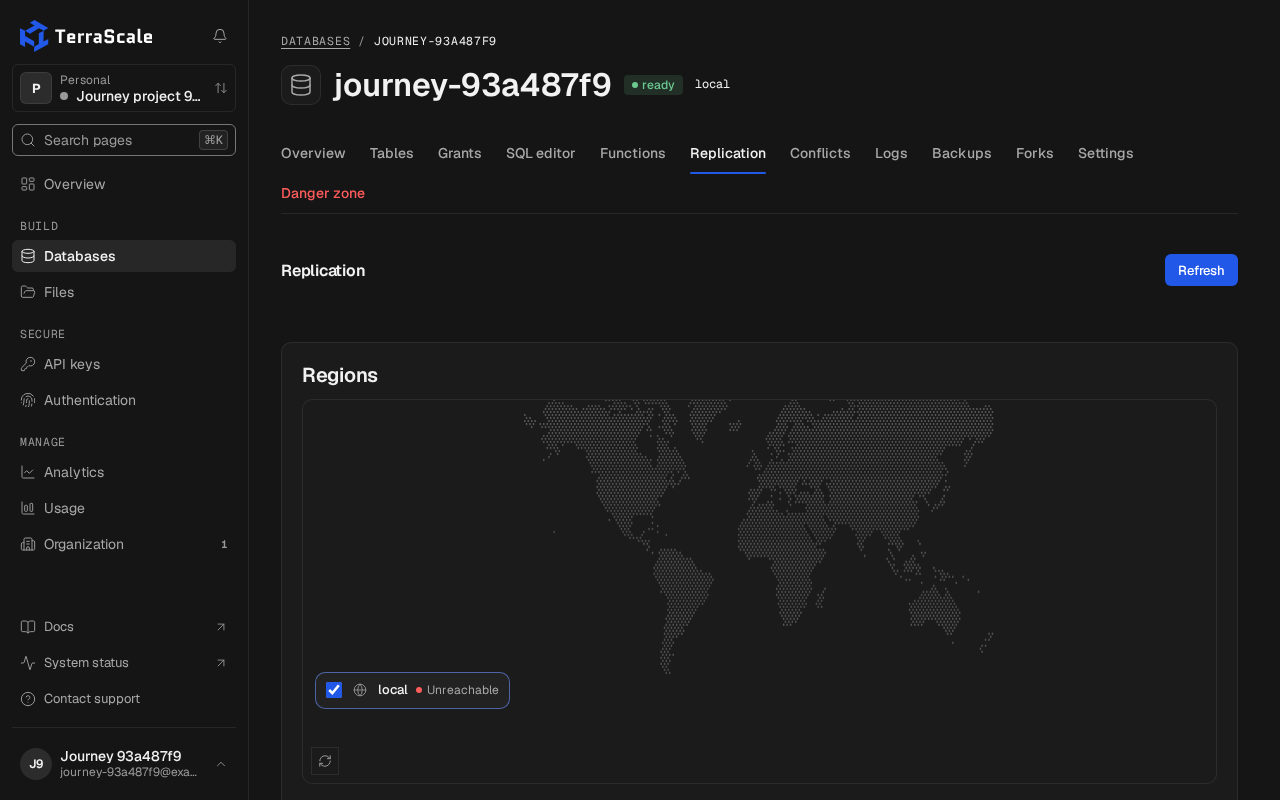 TerraScale
P
Personal
Journey project 9...
Search pages
⌘K
Overview
BUILD
Databases
Files
SECURE
API keys
Authentication
MANAGE
Analytics
Usage
Organization
1
Docs
System status
Contact support
J9
Journey 93a487f9
journey-93a487f9@exa...
DATABASES / JOURNEY-93A487F9
journey-93a487f9
ready
local
Overview Tables Grants SQL editor Functions Replication Conflicts Logs Backups Forks Settings
Danger zone
Replication
Refresh
Regions
local
Unreachable